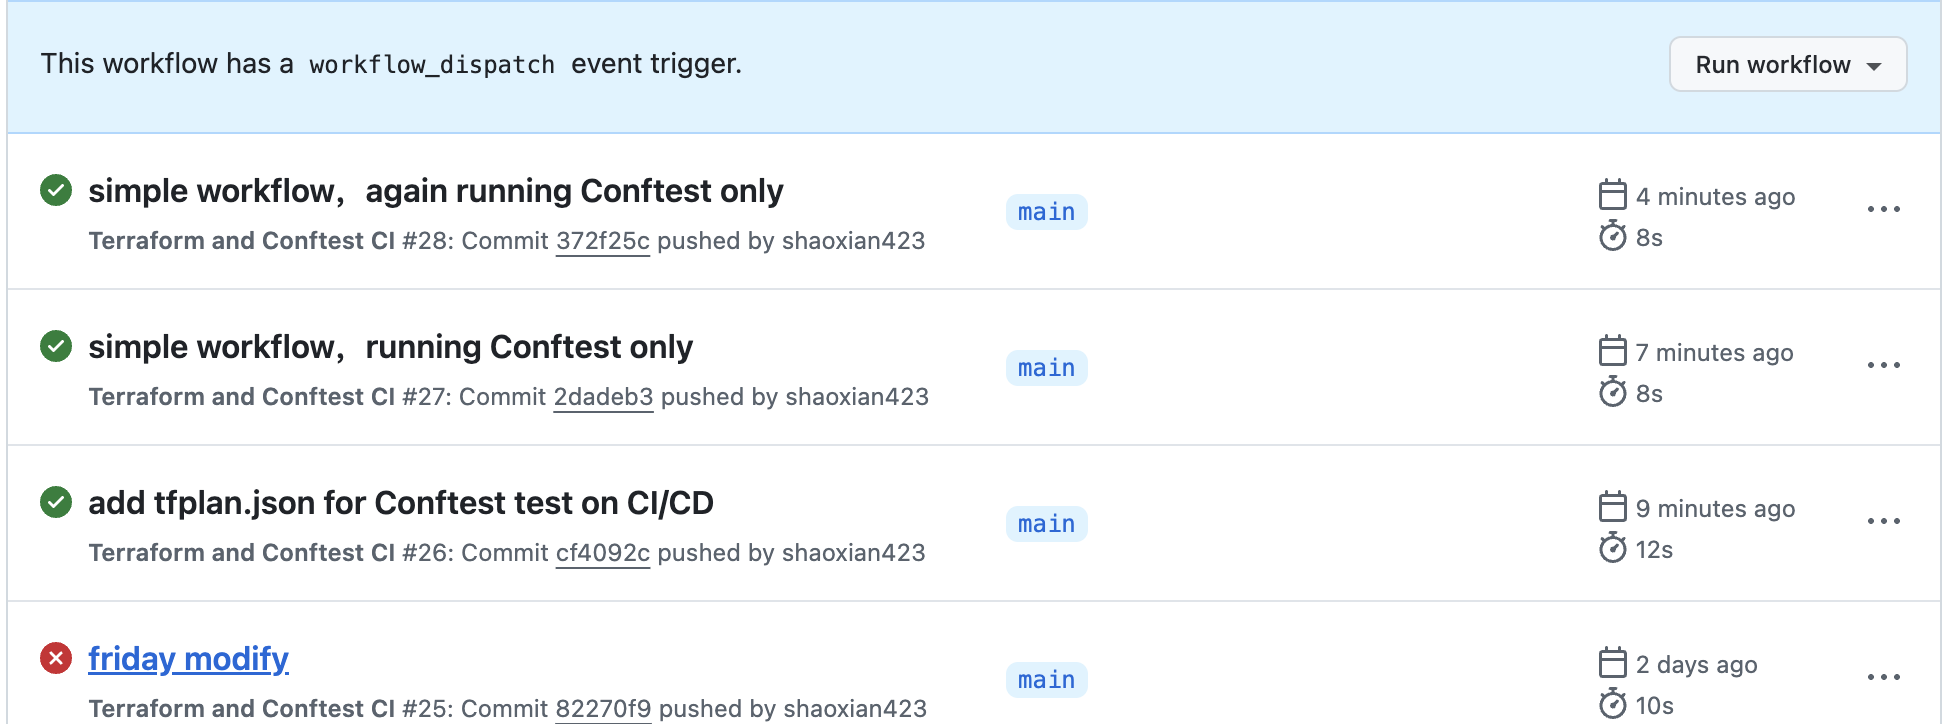 This workflow has a workflow_dispatch event trigger.
Run workflow
simple workflow，again running Conftest only
Terraform and Conftest CI #28: Commit 372f25c pushed by shaoxian423
main
4 minutes ago
8s
simple workflow，running Conftest only
Terraform and Conftest CI #27: Commit 2dadeb3 pushed by shaoxian423
main
7 minutes ago
8s
add tfplan.json for Conftest test on CI/CD
Terraform and Conftest CI #26: Commit cf4092c pushed by shaoxian423
main
9 minutes ago
12s
friday modify
Terraform and Conftest CI #25: Commit 82270f9 pushed by shaoxian423
main
2 days ago
10s